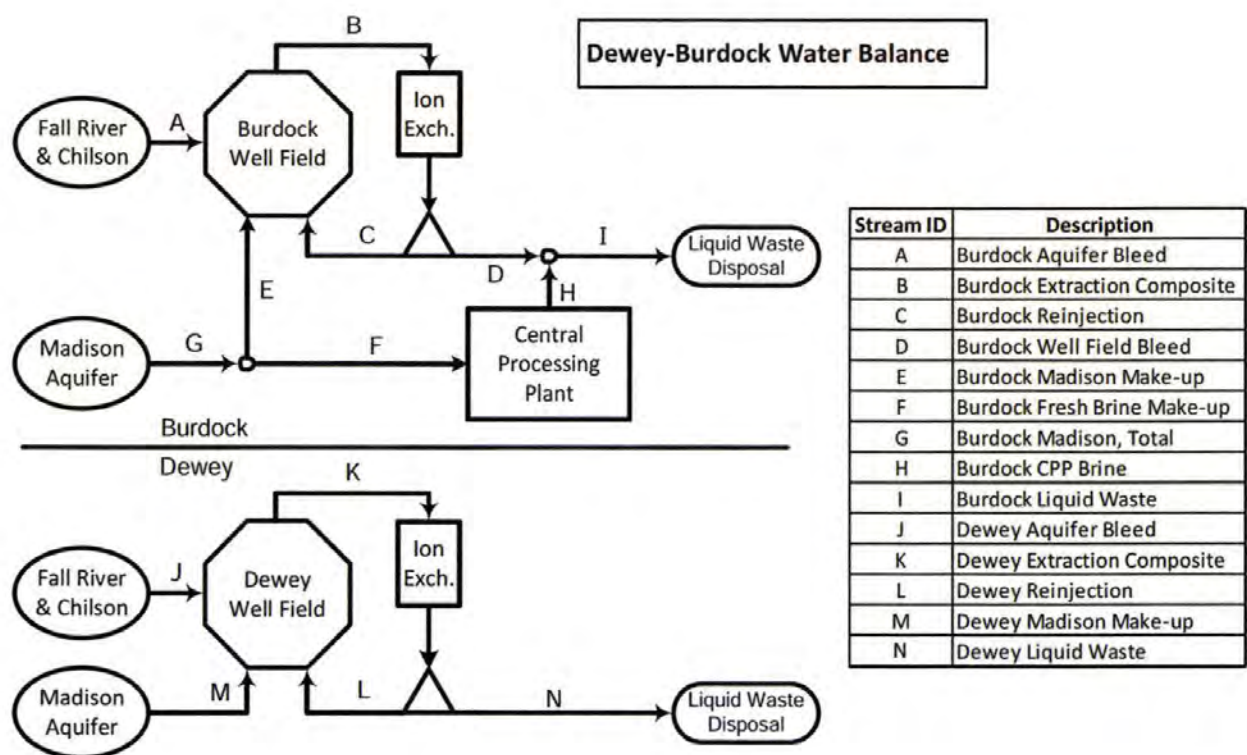 Dewey-Burdock Water Balance
B
Ion
Exch.
Fall River
& Chilson
A
Burdock
Well Field
C
D
I
Liquid Waste
Disposal
E
H
Madison
Aquifer
G
F
Central
Processing
Plant
Burdock
Dewey
K
Ion
Exch.
Fall River
& Chilson
J
Dewey
Well Field
Madison
Aquifer
M
L
N
Liquid Waste
Disposal
Stream ID Description
A Burdock Aquifer Bleed
B Burdock Extraction Composite
C Burdock Reinjection
D Burdock Well Field Bleed
E Burdock Madison Make-up
F Burdock Fresh Brine Make-up
G Burdock Madison, Total
H Burdock CPP Brine
I Burdock Liquid Waste
J Dewey Aquifer Bleed
K Dewey Extraction Composite
L Dewey Reinjection
M Dewey Madison Make-up
N Dewey Liquid Waste